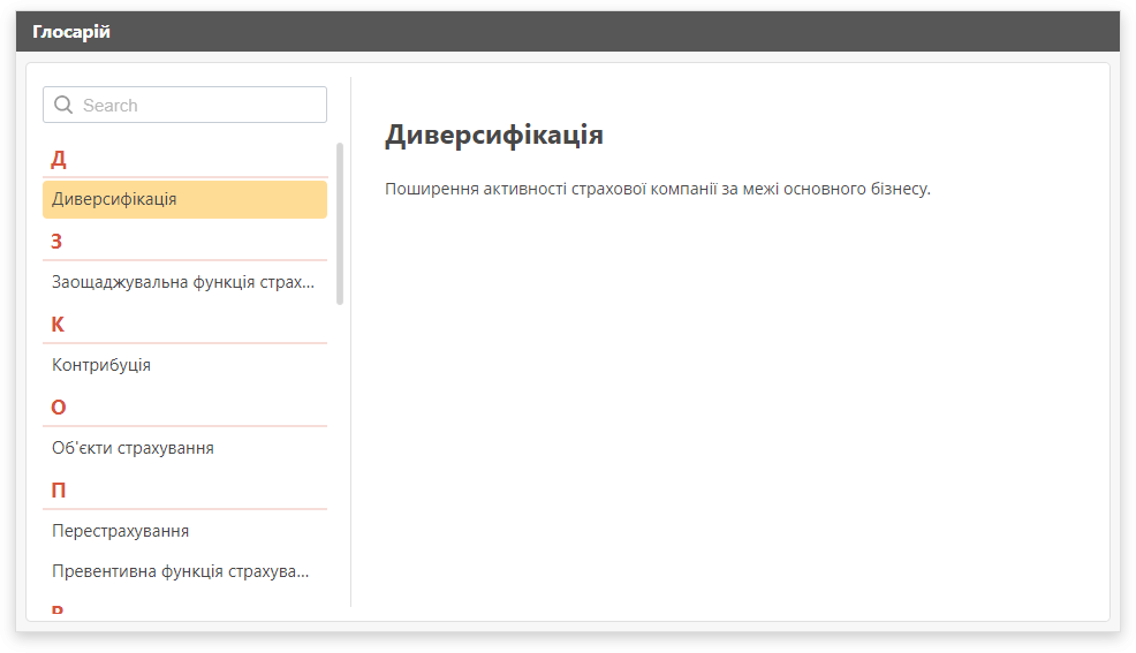 Глосарій
Search
Д
Диверсифікація
З
Заощаджувальна функція страх...
К
Контрибуція
О
Об'єкти страхування
П
Перестрахування
Превентивна функція страхува...
Диверсифікація
Поширення активності страхової компанії за межі основного бізнесу.